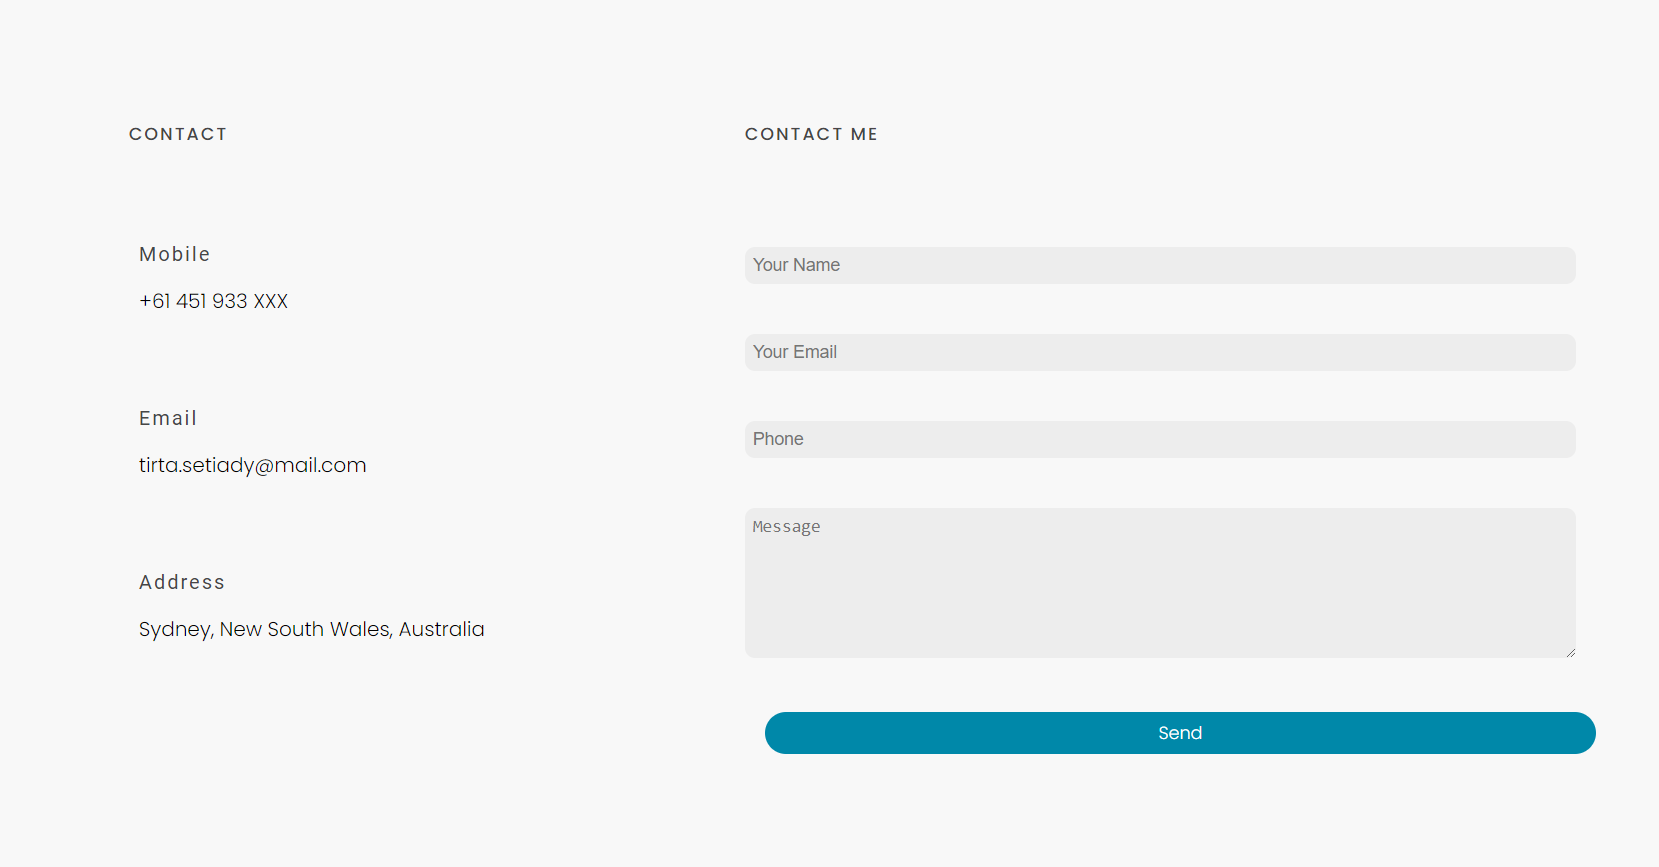 CONTACT
Mobile
+61 451 933 XXX
Email
tirta.setiady@mail.com
Address
Sydney, New South Wales, Australia
CONTACT ME
Your Name
Your Email
Phone
Message
Send